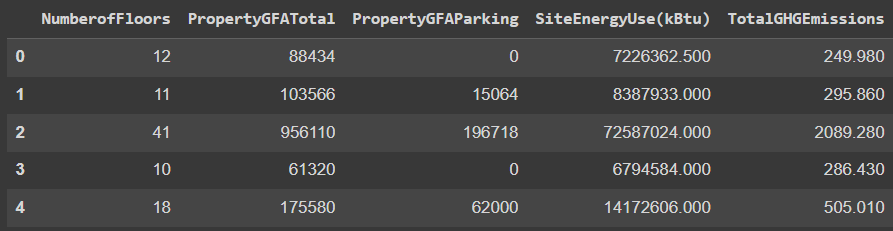 NumberofFloors PropertyGFATotal PropertyGFAParking SiteEnergyUse(kBtu) TotalGHGEmissions
0 12 88434 0 7226362.500 249.980
1 11 103566 15064 8387933.000 295.860
2 41 956110 196718 72587024.000 2089.280
3 10 61320 0 6794584.000 286.430
4 18 175580 62000 14172606.000 505.010